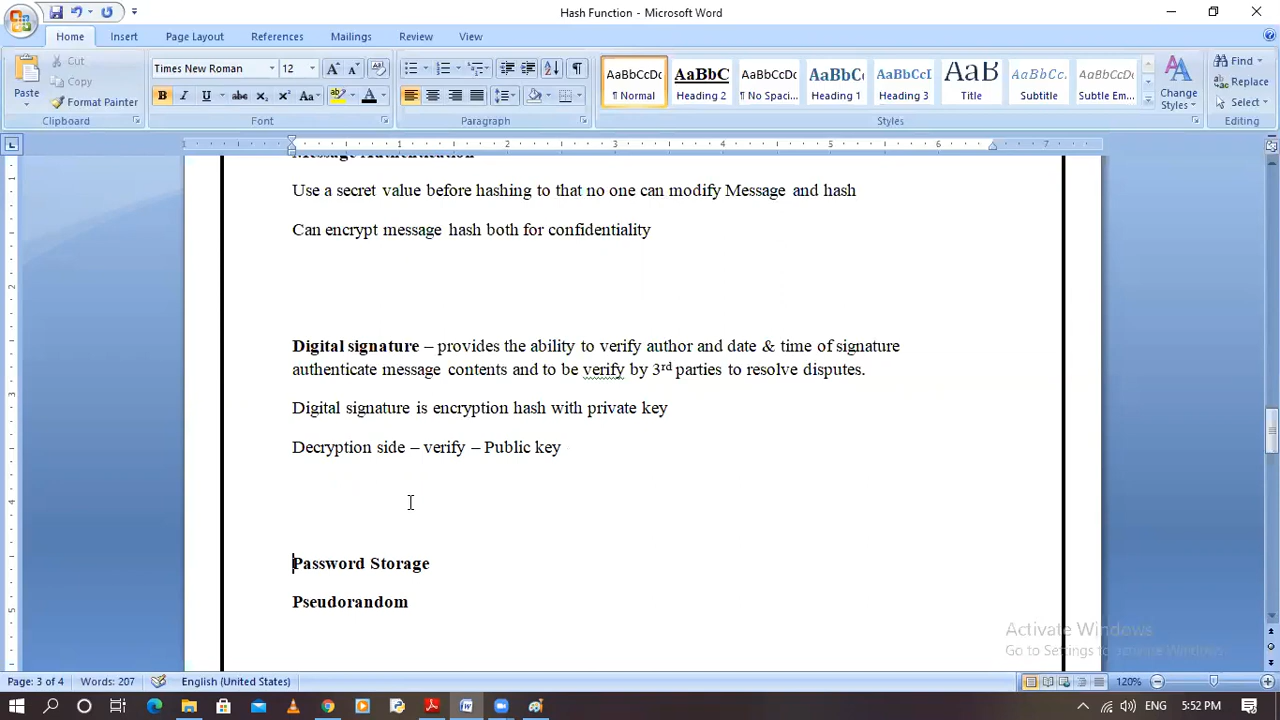 Hash Function - Microsoft Word
Home Insert Page Layout References Mailings Review View
Cut
Copy
Paste Format Painter
Clipboard
Times New Roman 12
Font
Paragraph
AaBbCcDc AaBbC AaBbCcDc AaBbC AaBbCcI AaB AaBbCc. AaBbCcDc
¶ Normal Heading 2 ¶ No Spaci... Heading 1 Heading 3 Title Subtitle Subtle Em...
Change Styles
Styles
Find
Replace
Select
Editing
Message Authentication
Use a secret value before hashing to that no one can modify Message and hash
Can encrypt message hash both for confidentiality
Digital signature – provides the ability to verify author and date & time of signature
authenticate message contents and to be verify by 3rd parties to resolve disputes.
Digital signature is encryption hash with private key
Decryption side – verify – Public key
Password Storage
Pseudorandom
Activate Windows
Go to Settings to activate Windows.
Page: 3 of 4 Words: 207 English (United States) 120%
ENG 5:52 PM